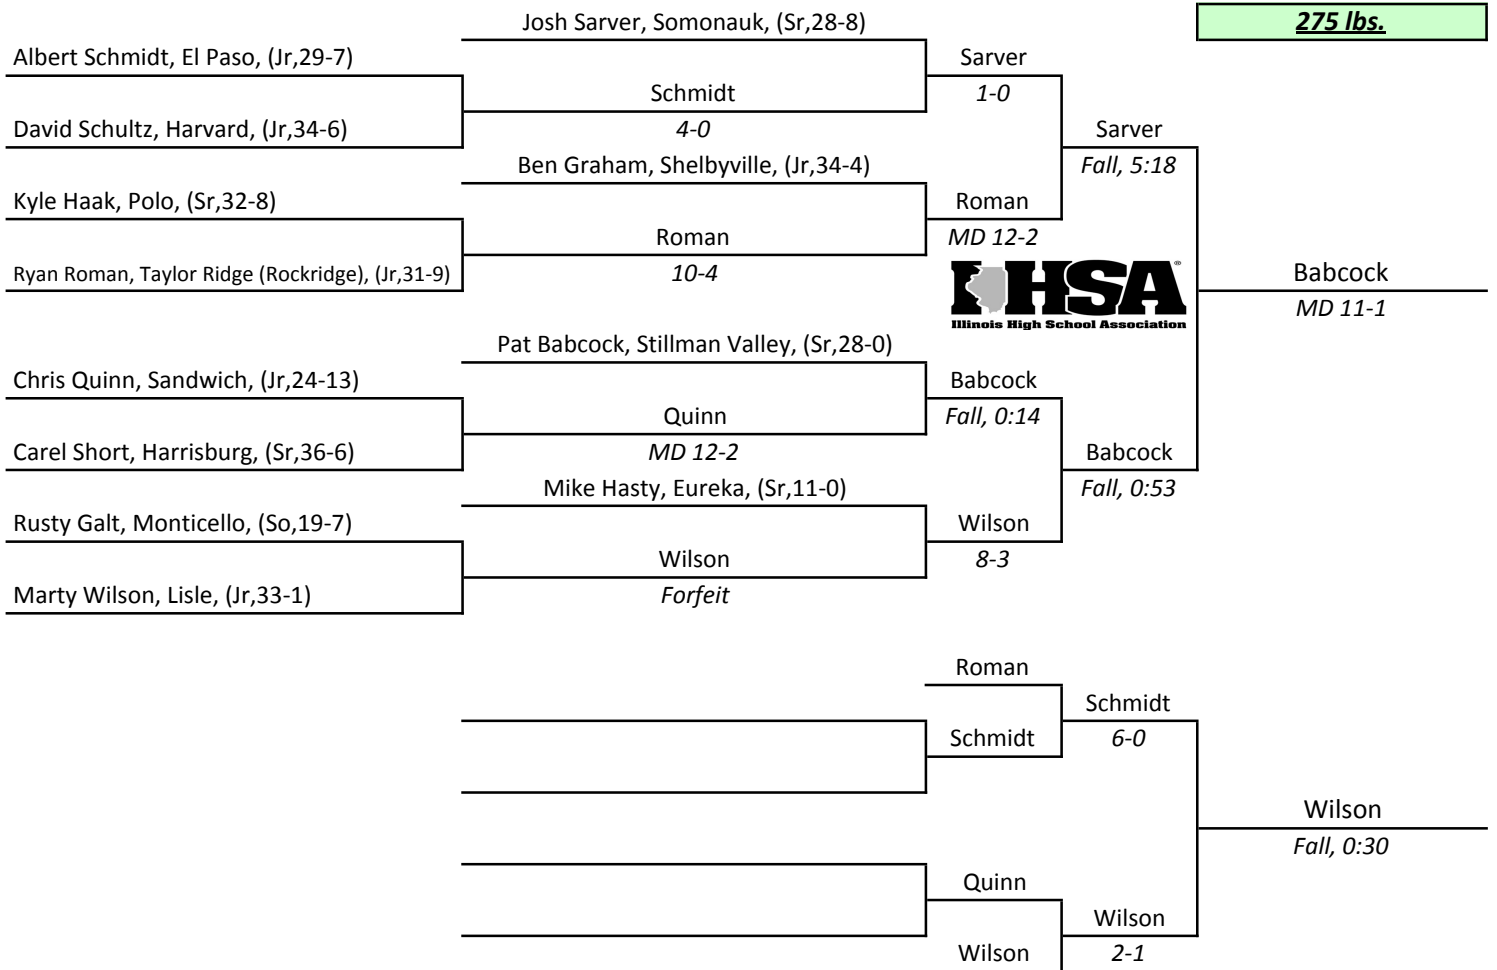 Josh Sarver, Somonauk, (Sr,28-8)
275 lbs.
Albert Schmidt, El Paso, (Jr,29-7)
Sarver
Schmidt
1-0
David Schultz, Harvard, (Jr,34-6)
4-0
Sarver
Ben Graham, Shelbyville, (Jr,34-4)
Fall, 5:18
Kyle Haak, Polo, (Sr,32-8)
Roman
Roman
MD 12-2
Ryan Roman, Taylor Ridge (Rockridge), (Jr,31-9)
10-4
IHSA®
Illinois High School Association
Babcock
MD 11-1
Pat Babcock, Stillman Valley, (Sr,28-0)
Chris Quinn, Sandwich, (Jr,24-13)
Babcock
Quinn
Fall, 0:14
Carel Short, Harrisburg, (Sr,36-6)
MD 12-2
Babcock
Mike Hasty, Eureka, (Sr,11-0)
Fall, 0:53
Rusty Galt, Monticello, (So,19-7)
Wilson
Wilson
8-3
Marty Wilson, Lisle, (Jr,33-1)
Forfeit
Roman
Schmidt
Schmidt
6-0
Wilson
Fall, 0:30
Quinn
Wilson
Wilson
2-1